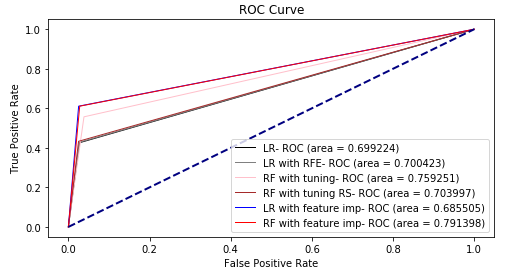 ROC Curve
1.0
0.8
0.6
0.4
0.2
0.0
True Positive Rate
LR- ROC (area = 0.699224)
LR with RFE- ROC (area = 0.700423)
RF with tuning- ROC (area = 0.759251)
RF with tuning RS- ROC (area = 0.703997)
LR with feature imp- ROC (area = 0.685505)
RF with feature imp- ROC (area = 0.791398)
0.0 0.2 0.4 0.6 0.8 1.0
False Positive Rate